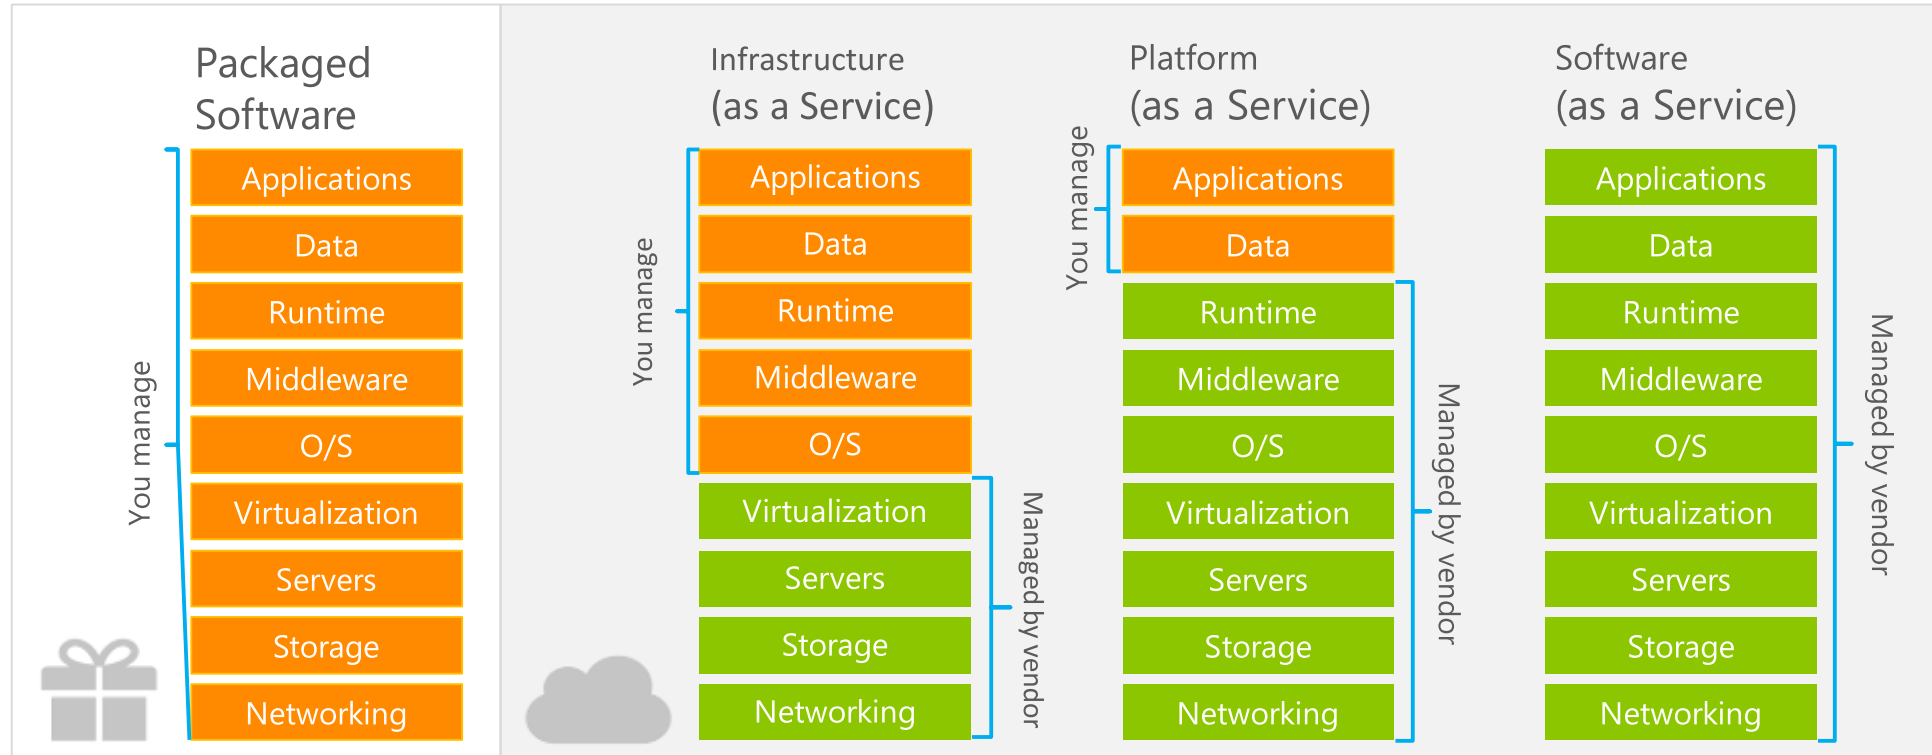 Packaged
Software
You manage
Applications
Data
Runtime
Middleware
O/S
Virtualization
Servers
Storage
Networking
Infrastructure
(as a Service)
You manage
Applications
Data
Runtime
Middleware
O/S
Virtualization
Servers
Storage
Networking
Managed by vendor
Platform
(as a Service)
You manage
Applications
Data
Runtime
Middleware
O/S
Virtualization
Servers
Storage
Networking
Managed by vendor
Software
(as a Service)
Applications
Data
Runtime
Middleware
O/S
Virtualization
Servers
Storage
Networking
Managed by vendor